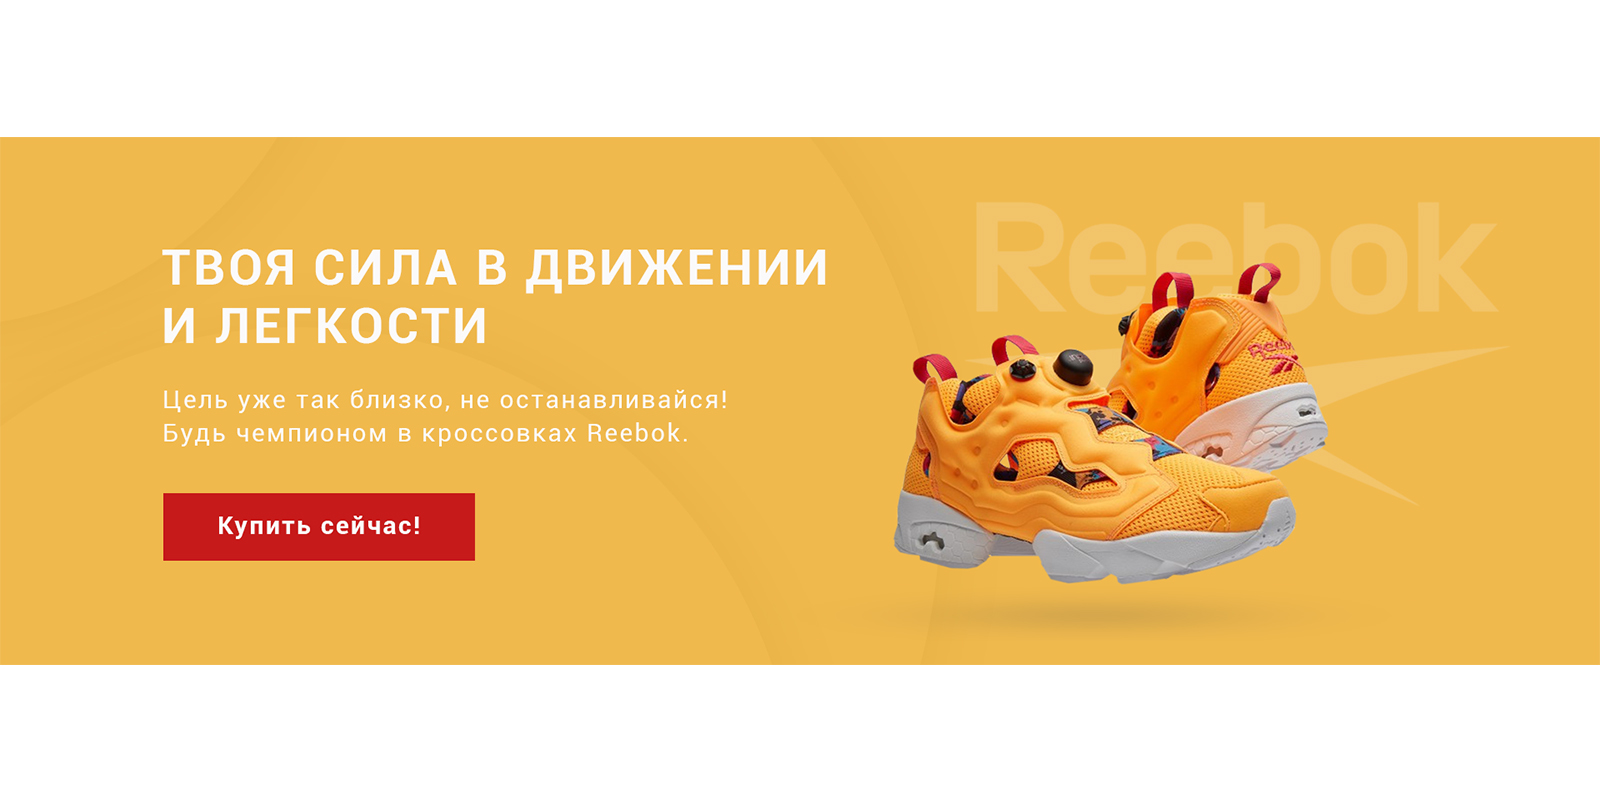 Reebok
ТВОЯ СИЛА В ДВИЖЕНИИ
И ЛЕГКОСТИ
Цель уже так близко, не останавливайся!
Будь чемпионом в кроссовках Reebok.
Купить сейчас!